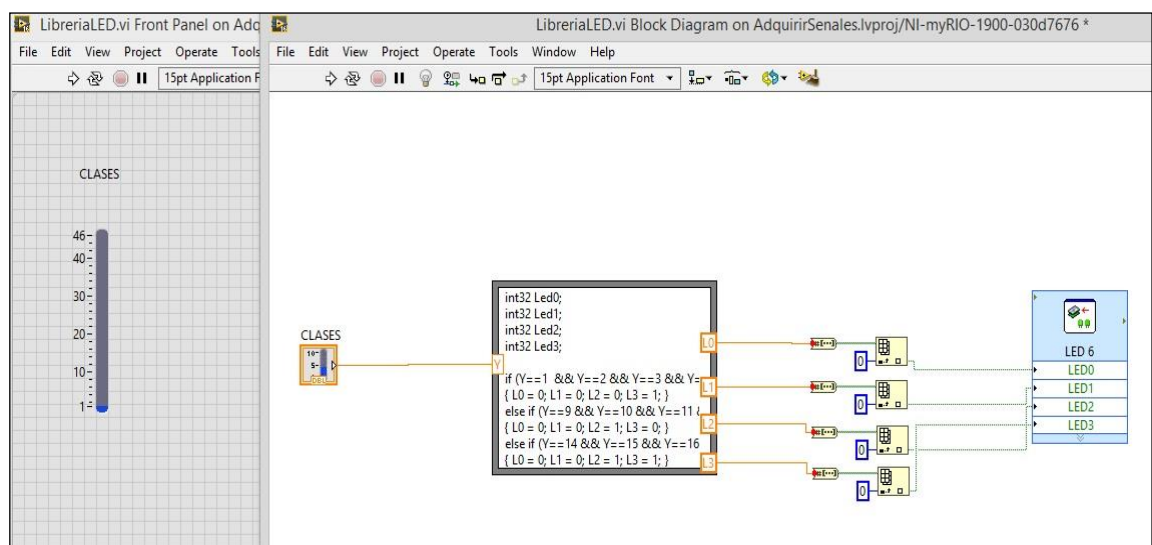 LibreriaLED.vi Front Panel on Adq
File Edit View Project Operate Tools
15pt Application F
CLASES
46
40
30
20
10
1
LibreriaLED.vi Block Diagram on AdquirirSenales.lvproj/NI-myRIO-1900-030d7676 *
File Edit View Project Operate Tools Window Help
15pt Application Font
CLASES
10
5
DBL
Y
int32 Led0;
int32 Led1;
int32 Led2;
int32 Led3;
if (Y==1 && Y==2 && Y==3 && Y=
{ L0 = 0; L1 = 0; L2 = 0; L3 = 1; }
else if (Y==9 && Y==10 && Y==11
{ L0 = 0; L1 = 0; L2 = 1; L3 = 0; }
else if (Y==14 && Y==15 && Y==16
{ L0 = 0; L1 = 0; L2 = 1; L3 = 1; }
L0
L1
L2
L3
0
0
0
0
LED 6
LED0
LED1
LED2
LED3